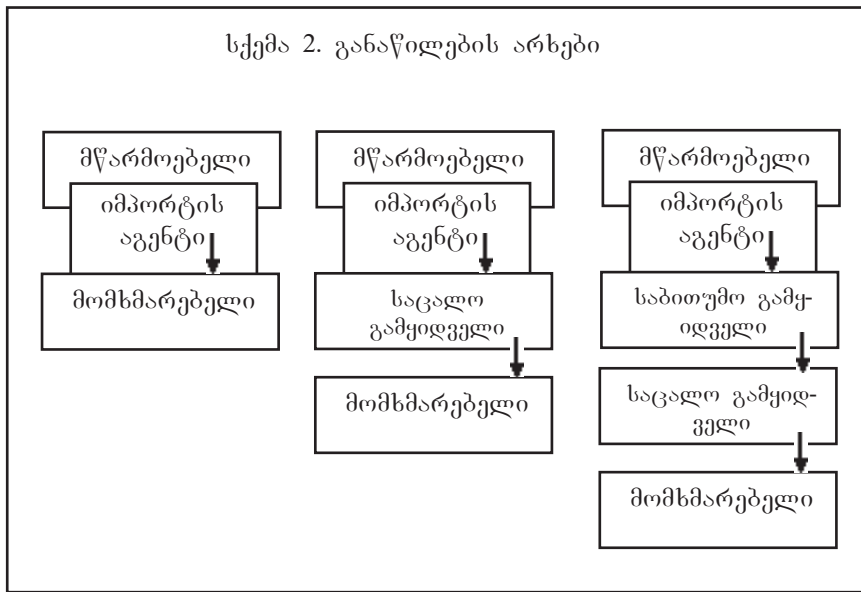 სქემა 2. განაწილების არხები
მწარმოებელი
იმპორტის
აგენტი
მომხმარებელი
მწარმოებელი
იმპორტის
აგენტი
საცალო
გამყიდველი
მომხმარებელი
მწარმოებელი
იმპორტის
აგენტი
საბითუმო გამყ-
იდველი
საცალო გამყიდ-
ველი
მომხმარებელი